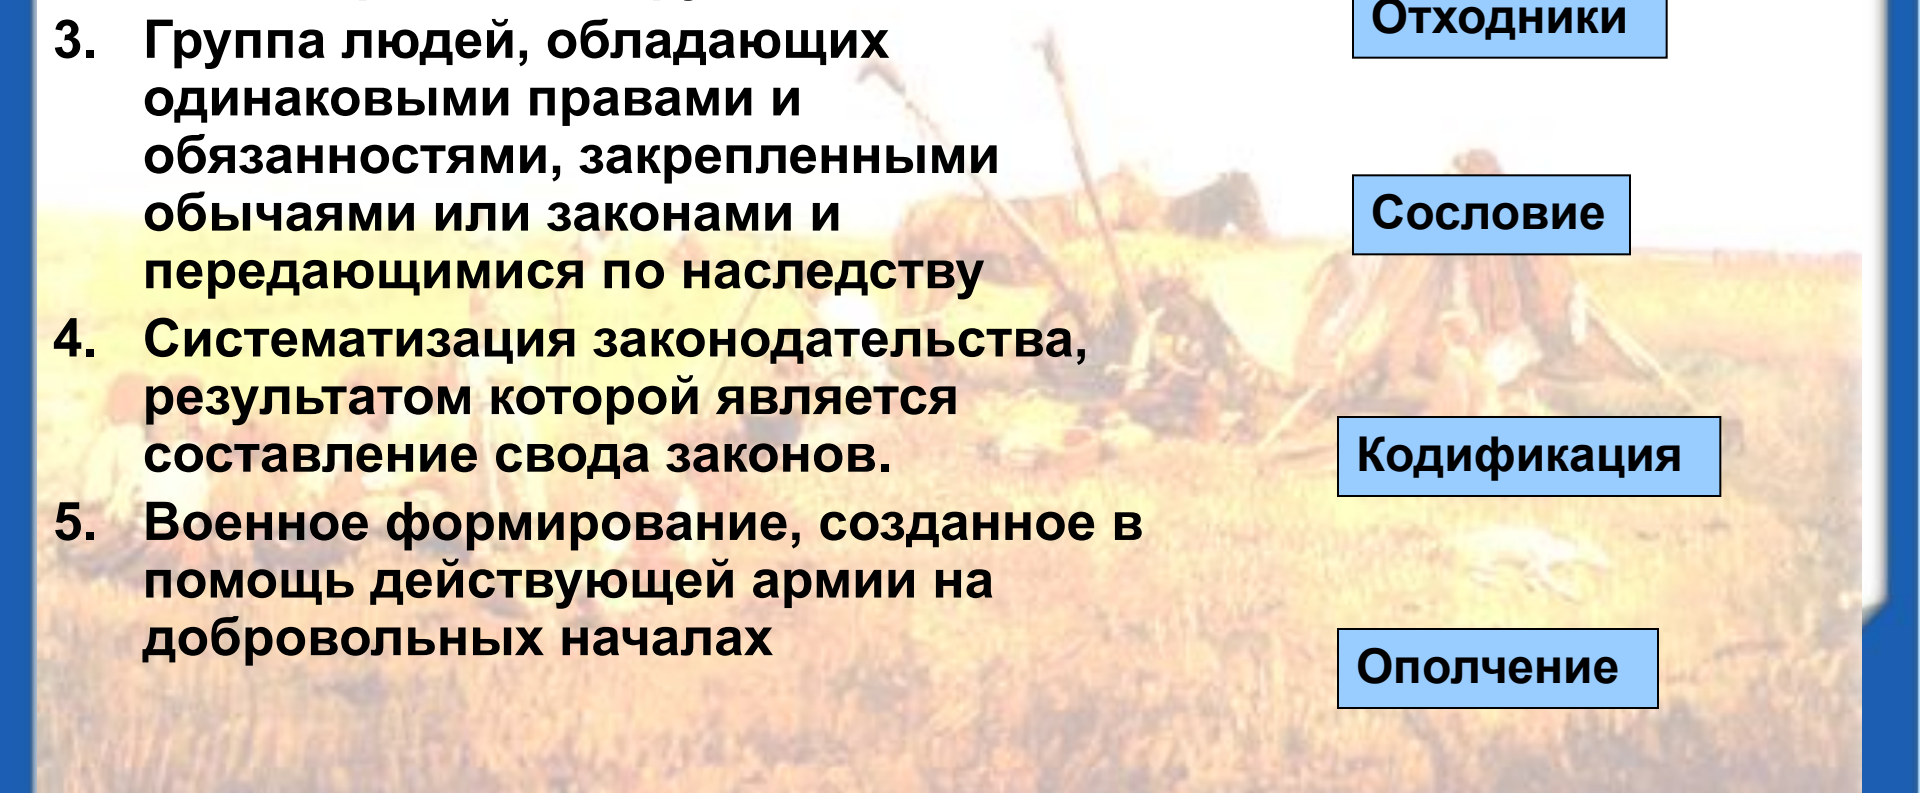 Отходники
3. Группа людей, обладающих
одинаковыми правами и
обязанностями, закрепленными
обычаями или законами и
передающимися по наследству
Сословие
4. Систематизация законодательства,
результатом которой является
составление свода законов.
Кодификация
5. Военное формирование, созданное в
помощь действующей армии на
добровольных началах
Ополчение